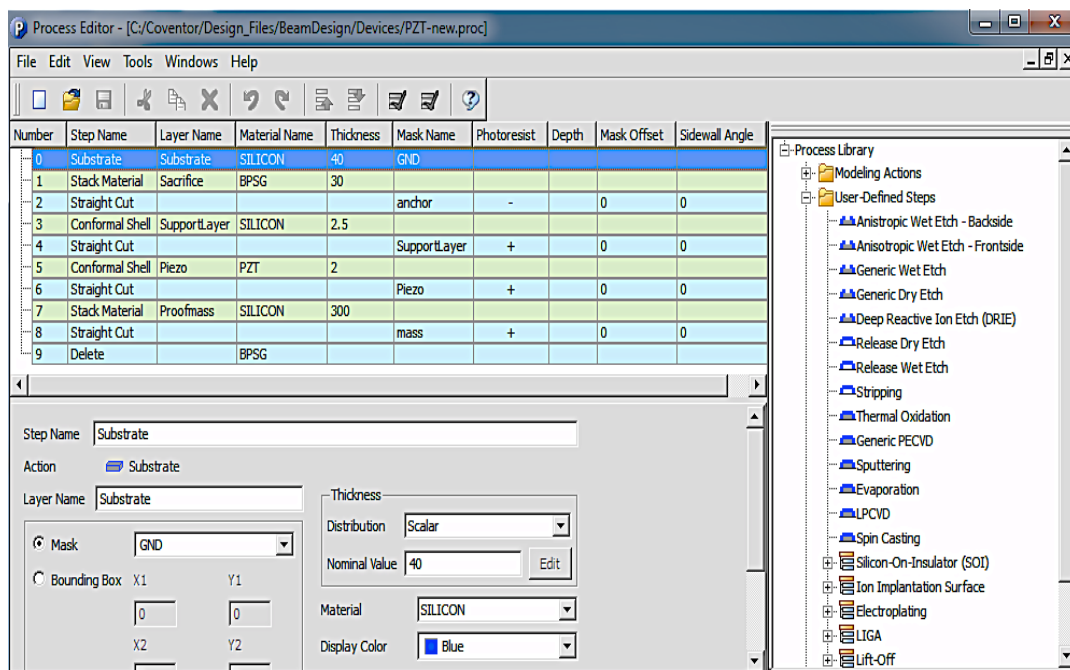 Process Editor - [C:/Coventor/Design_Files/BeamDesign/Devices/PZT-new.proc]
File Edit View Tools Windows Help
Number Step Name Layer Name Material Name Thickness Mask Name Photoresist Depth Mask Offset Sidewall Angle
0 Substrate Substrate SILICON 40 GND
1 Stack Material Sacrifice BPSG 30
2 Straight Cut anchor - 0 0
3 Conformal Shell SupportLayer SILICON 2.5
4 Straight Cut SupportLayer + 0 0
5 Conformal Shell Piezo PZT 2
6 Straight Cut Piezo + 0 0
7 Stack Material Proofmass SILICON 300
8 Straight Cut mass + 0 0
9 Delete BPSG
Step Name Substrate
Action Substrate
Layer Name Substrate
Mask GND
Bounding Box X1 Y1
0 0
X2 Y2
Thickness
Distribution Scalar
Nominal Value 40 Edit
Material SILICON
Display Color Blue
Process Library
Modeling Actions
User-Defined Steps
Anistropic Wet Etch - Backside
Anisotropic Wet Etch - Frontside
Generic Wet Etch
Generic Dry Etch
Deep Reactive Ion Etch (DRIE)
Release Dry Etch
Release Wet Etch
Stripping
Thermal Oxidation
Generic PECVD
Sputtering
Evaporation
LPCVD
Spin Casting
Silicon-On-Insulator (SOI)
Ion Implantation Surface
Electroplating
LIGA
Lift-Off